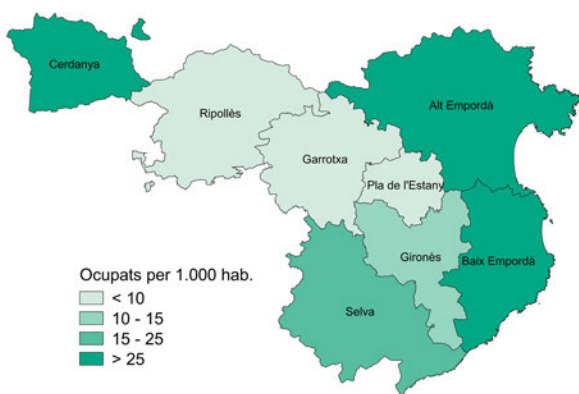 Cerdanya
Ripollès
Alt Empordà
Garrotxa
Pla de l'Estany
Gironès
Baix Empordà
Selva
Ocupats per 1.000 hab.
< 10
10 - 15
15 - 25
> 25